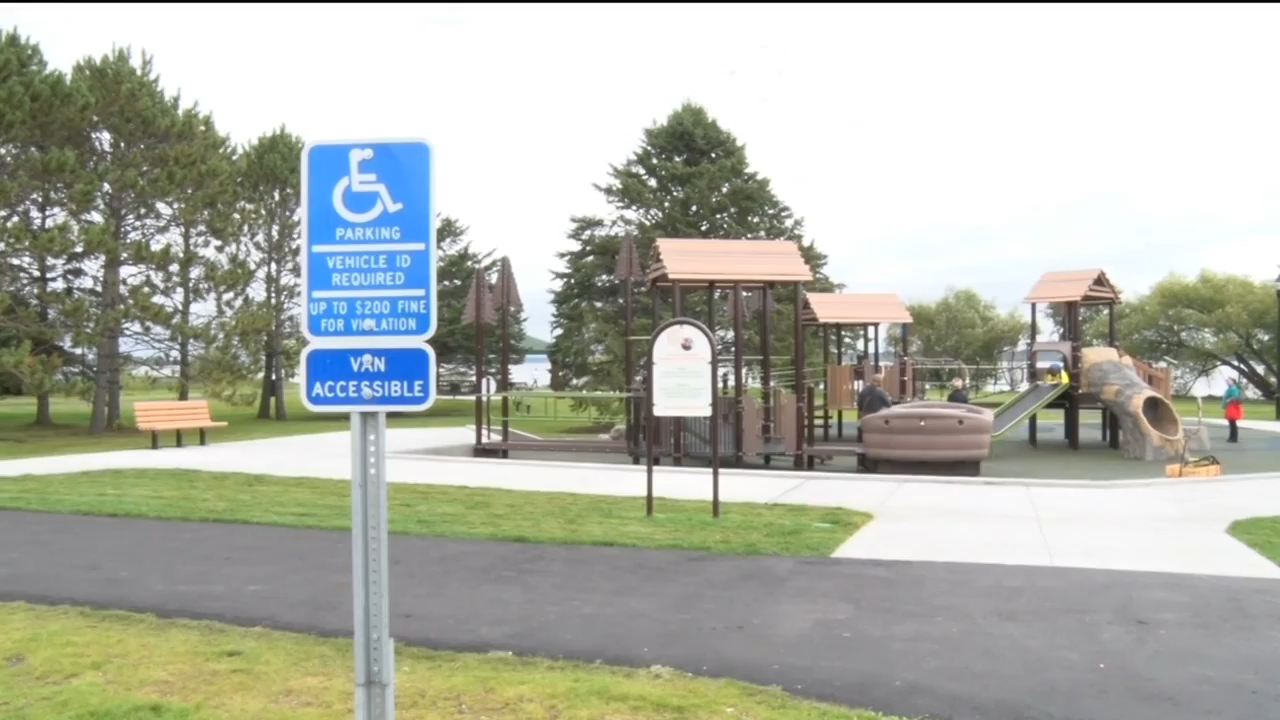 PARKING
VEHICLE ID
REQUIRED
UP TO $200 FINE
FOR VIOLATION
VAN
ACCESSIBLE